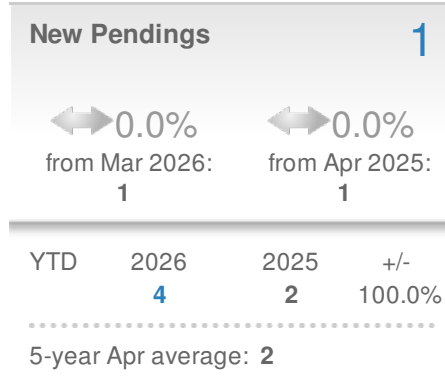 New Pendings 1
0.0% 0.0%
from Mar 2026: from Apr 2025:
1 1
YTD 2026 2025 +/-
4 2 100.0%
5-year Apr average: 2